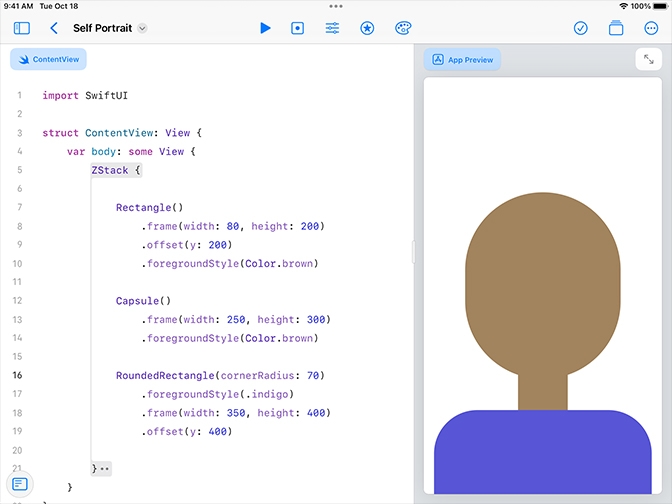 9:41 AM Tue Oct 18
100%
Self Portrait
ContentView
App Preview
1 import SwiftUI
2
3 struct ContentView: View {
4 var body: some View {
5 ZStack {
6
7 Rectangle()
8 .frame(width: 80, height: 200)
9 .offset(y: 200)
10 .foregroundStyle(Color.brown)
11
12 Capsule()
13 .frame(width: 250, height: 300)
14 .foregroundStyle(Color.brown)
15
16 RoundedRectangle(cornerRadius: 70)
17 .foregroundStyle(.indigo)
18 .frame(width: 350, height: 400)
19 .offset(y: 400)
20
21 }
}